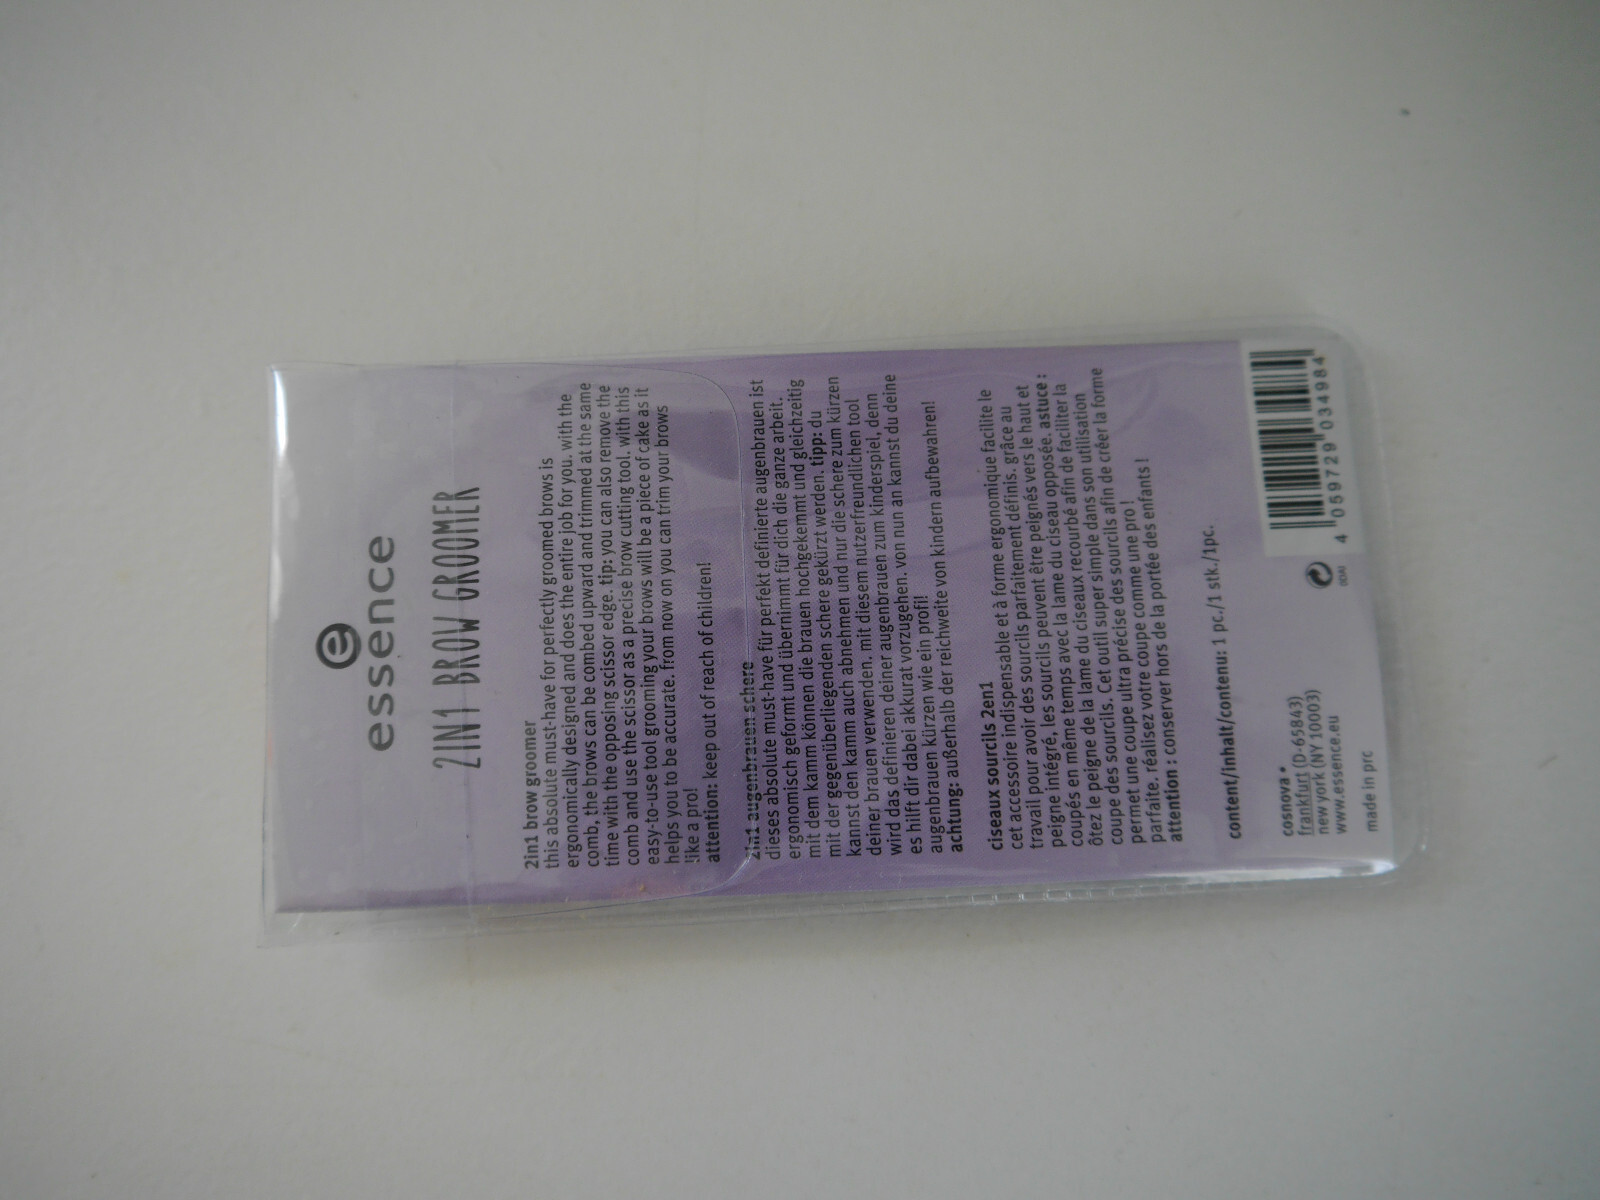 e
essence
2IN1 BROW GROOMER
2in1 brow groomer
this absolute must-have for perfectly groomed brows is
ergonomically designed and does the entire job for you. with the
comb, the brows can be combed upward and trimmed at the same
time with the opposing scissor edge. tip: you can also remove the
comb and use the scissor as a precise brow cutting tool. with this
easy-to-use tool grooming your brows will be a piece of cake as it
helps you to be accurate. from now on you can trim your brows
like a pro!
attention: keep out of reach of children!
2in1 augenbrauen schere
dieses absolute must-have für perfekt definierte augenbrauen ist
ergonomisch geformt und übernimmt für dich die ganze arbeit.
mit dem kamm können die brauen hochgekemmt und gleichzeitig
mit der gegenüberliegenden schere gekürzt werden. tipp: du
kannst den kamm auch abnehmen und nur die schere zum kürzen
deiner brauen verwenden. mit diesem nutzerfreundlichen tool
wird das definieren deiner augenbrauen zum kinderspiel, denn
es hilft dir dabei akkurat vorzugehen. von nun an kannst du deine
augenbrauen kürzen wie ein profi!
achtung: außerhalb der reichweite von kindern aufbewahren!
ciseaux sourcils 2en1
cet accessoire indispensable et à forme ergonomique facilite le
travail pour avoir des sourcils parfaitement définis. grâce au
peigne intégré, les sourcils peuvent être peignés vers le haut et
coupés en même temps avec la lame du ciseau opposée. astuce :
ôtez le peigne de la lame du ciseaux recourbé afin de faciliter la
coupe des sourcils. Cet outil super simple dans son utilisation
permet une coupe ultra précise des sourcils afin de créer la forme
parfaite. réalisez votre coupe comme une pro !
attention : conserver hors de la portée des enfants !
content/inhalt/contenu: 1 pc./1 stk./1pc.
cosnova •
frankfurt (D-65843)
new york (NY 10003)
www.essence.eu
made in prc
4 059729 034984